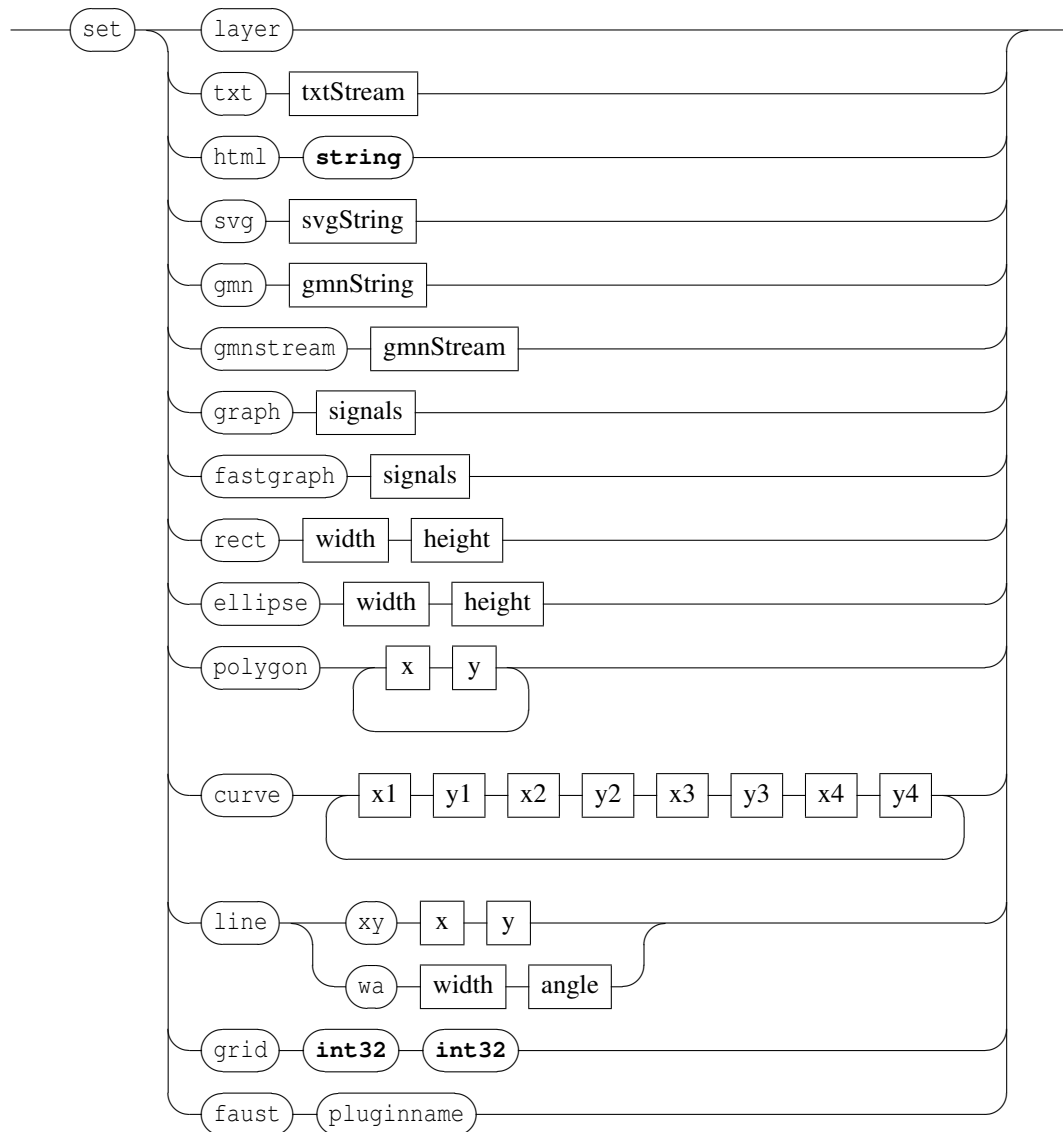 set layer
txt txtStream
html string
svg svgString
gmn gmnString
gmnstream gmnStream
graph signals
fastgraph signals
rect width height
ellipse width height
polygon x y
curve x1 y1 x2 y2 x3 y3 x4 y4
line xy x y
wa width angle
grid int32 int32
faust pluginname